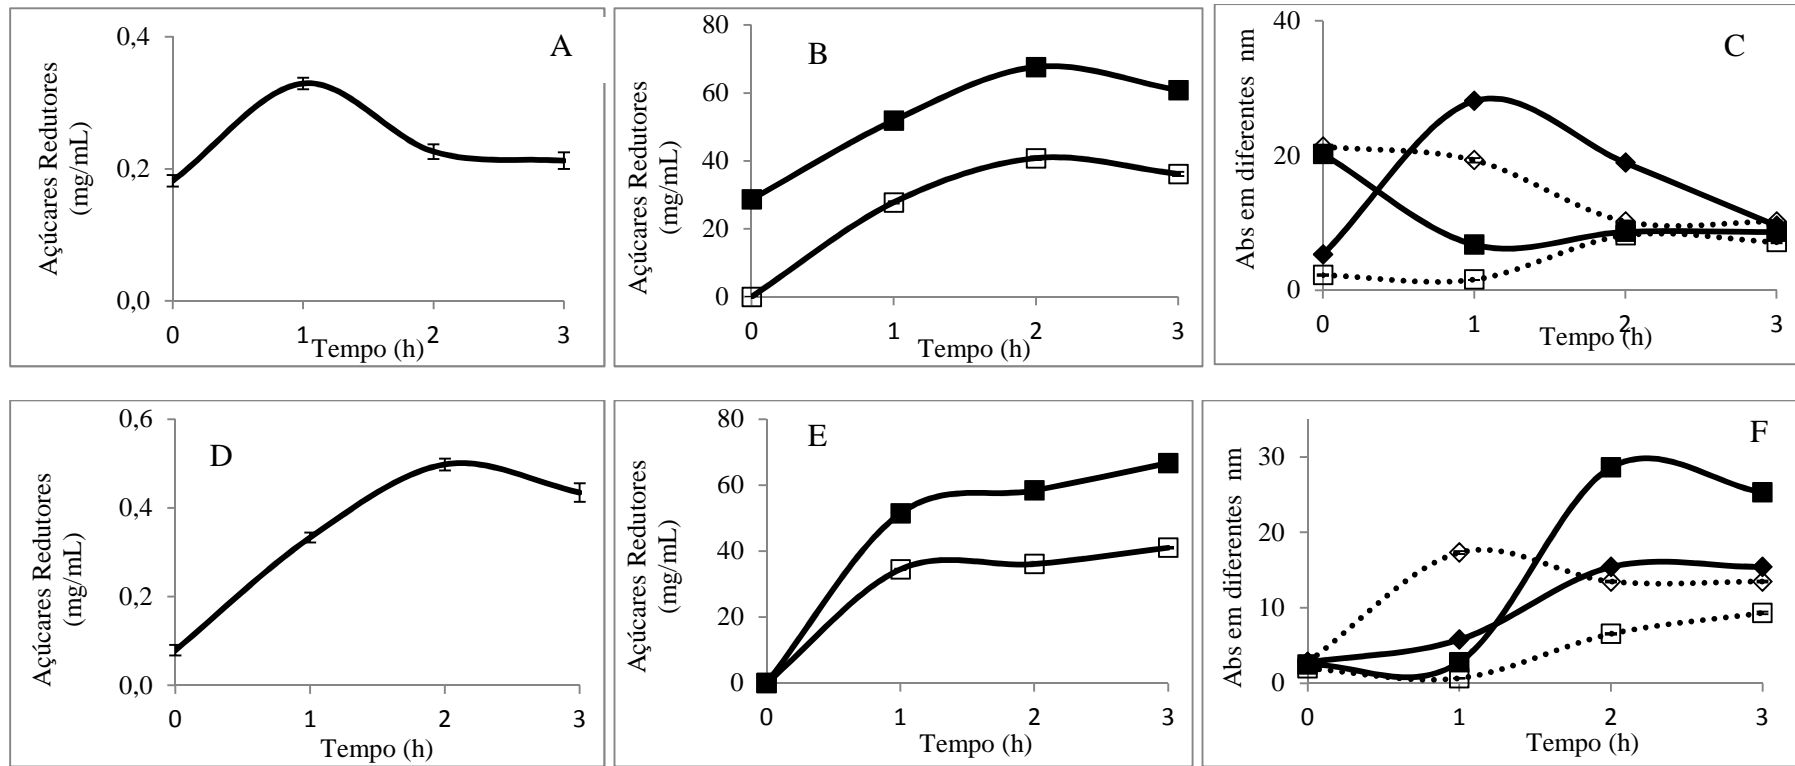 A
Açúcares Redutores
(mg/mL)
0,4
0,2
0,0
0 1 2 3
Tempo (h)
B
Açúcares Redutores
(mg/mL)
80
60
40
20
0
0 1 2 3
Tempo (h)
C
Abs em diferentes nm
40
20
0
0 1 2 3
Tempo (h)
D
Açúcares Redutores
(mg/mL)
0,6
0,4
0,2
0,0
0 1 2 3
Tempo (h)
E
Açúcares Redutores
(mg/mL)
80
60
40
20
0
0 1 2 3
Tempo (h)
F
Abs em diferentes nm
30
20
10
0
0 1 2 3
Tempo (h)